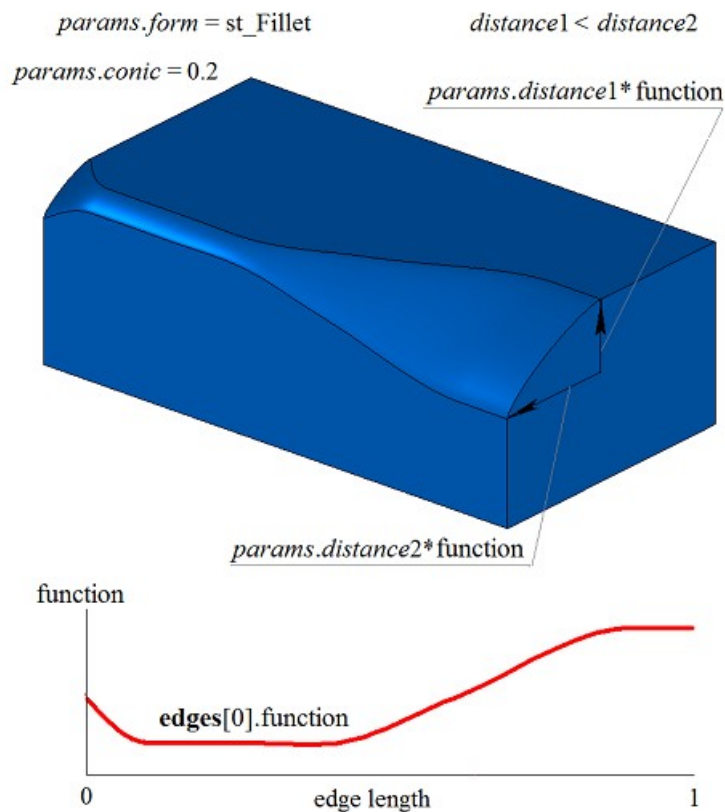 params.form = st_Fillet
distance1 < distance2
params.conic = 0.2
params.distance1* function
params.distance2* function
function
edges[0].function
0
edge length
1